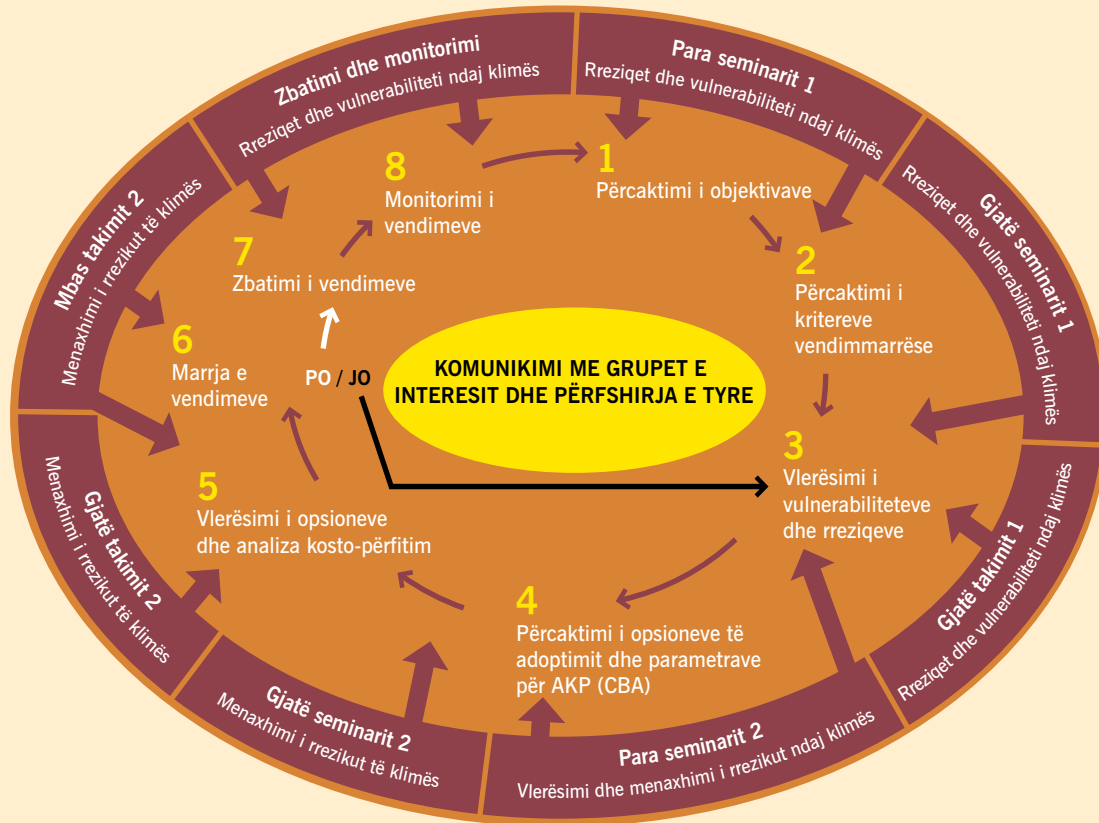 Zbatimi dhe monitorimi
Rreziqet dhe vulnerabiliteti ndaj klimës
Para seminarit 1
Rreziqet dhe vulnerabiliteti ndaj klimës
Gjatë seminarit 1
Rreziqet dhe vulnerabiliteti ndaj klimës
Gjatë takimit 1
Rreziqet dhe vulnerabiliteti ndaj klimës
Para seminarit 2
Vlerësimi dhe menaxhimi i rrezikut ndaj klimës
Gjatë seminarit 2
Menaxhimi i rrezikut të klimës
Gjatë takimit 2
Menaxhimi i rrezikut të klimës
Mbas takimit 2
Menaxhimi i rrezikut të klimës
1
Përcaktimi i objektivave
2
Përcaktimi i
kritereve
vendimmarrëse
3
Vlerësimi i
vulnerabiliteteve
dhe rreziqeve
4
Përcaktimi i opsioneve të
adoptimit dhe parametrave
për AKP (CBA)
5
Vlerësimi i opsioneve
dhe analiza kosto-përfitim
6
Marrja e
vendimeve
7
Zbatimi i vendimeve
8
Monitorimi i
vendimeve
PO / JO
KOMUNIKIMI ME GRUPET E
INTERESIT DHE PËRFSHIRJA E TYRE